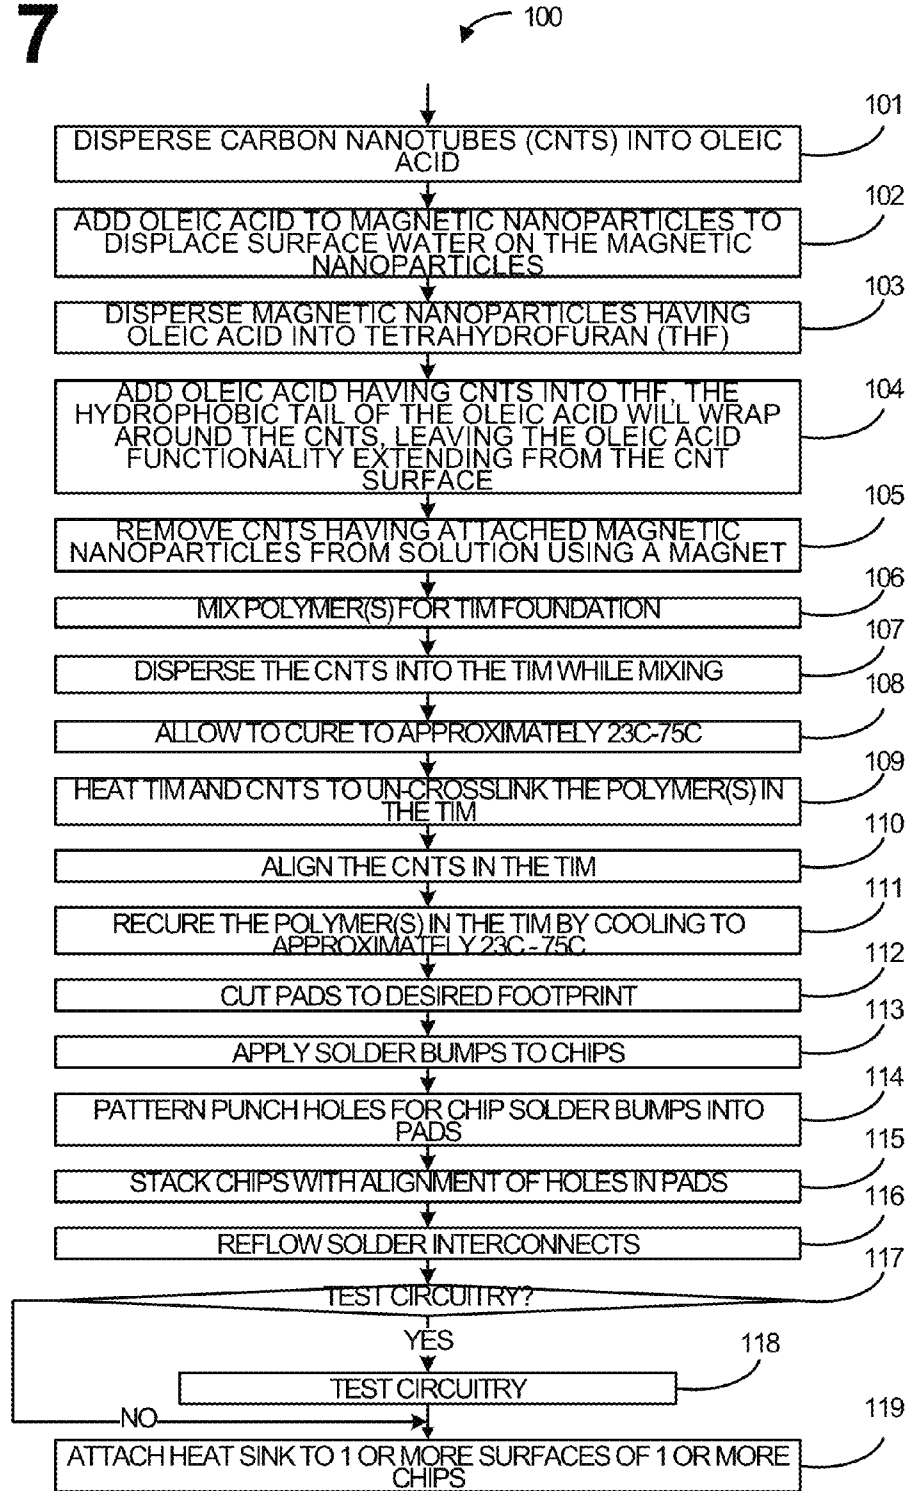 7
100
101
DISPERSE CARBON NANOTUBES (CNTS) INTO OLEIC
ACID
102
ADD OLEIC ACID TO MAGNETIC NANOPARTICLES TO
DISPLACE SURFACE WATER ON THE MAGNETIC
NANOPARTICLES
103
DISPERSE MAGNETIC NANOPARTICLES HAVING
OLEIC ACID INTO TETRAHYDROFURAN (THF)
104
ADD OLEIC ACID HAVING CNTS INTO THF, THE
HYDROPHOBIC TAIL OF THE OLEIC ACID WILL WRAP
AROUND THE CNTS, LEAVING THE OLEIC ACID
FUNCTIONALITY EXTENDING FROM THE CNT
SURFACE
105
REMOVE CNTS HAVING ATTACHED MAGNETIC
NANOPARTICLES FROM SOLUTION USING A MAGNET
106
MIX POLYMER(S) FOR TIM FOUNDATION
107
DISPERSE THE CNTS INTO THE TIM WHILE MIXING
108
ALLOW TO CURE TO APPROXIMATELY 23C-75C
109
HEAT TIM AND CNTS TO UN-CROSSLINK THE POLYMER(S) IN
THE TIM
110
ALIGN THE CNTS IN THE TIM
111
RECURE THE POLYMER(S) IN THE TIM BY COOLING TO
APPROXIMATELY 23C - 75C
112
CUT PADS TO DESIRED FOOTPRINT
113
APPLY SOLDER BUMPS TO CHIPS
114
PATTERN PUNCH HOLES FOR CHIP SOLDER BUMPS INTO
PADS
115
STACK CHIPS WITH ALIGNMENT OF HOLES IN PADS
116
REFLOW SOLDER INTERCONNECTS
117
TEST CIRCUITRY?
YES
118
TEST CIRCUITRY
NO
119
ATTACH HEAT SINK TO 1 OR MORE SURFACES OF 1 OR MORE
CHIPS